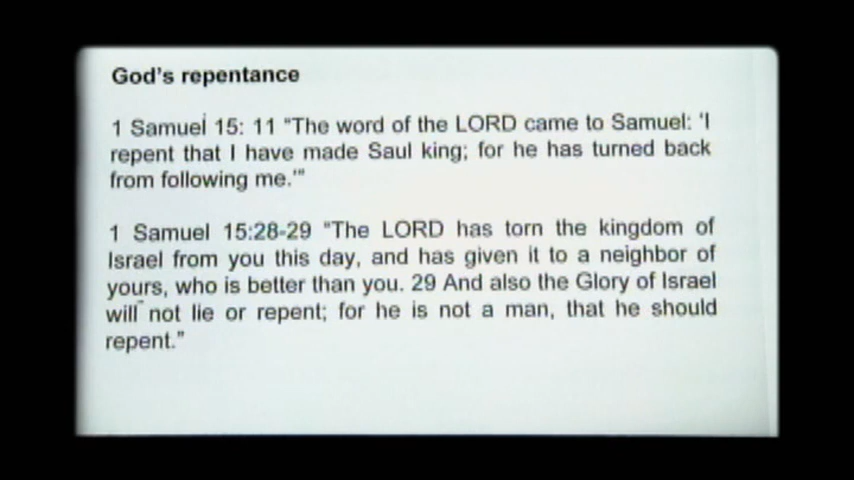 God's repentance
1 Samuel 15: 11 "The word of the LORD came to Samuel: 'I
repent that I have made Saul king; for he has turned back
from following me.'"
1 Samuel 15:28-29 "The LORD has torn the kingdom of
Israel from you this day, and has given it to a neighbor of
yours, who is better than you. 29 And also the Glory of Israel
will not lie or repent; for he is not a man, that he should
repent."